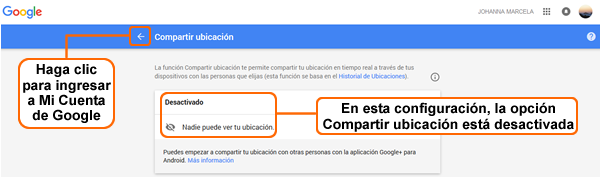 Google
JOHANNA MARCELA
Compartir ubicación
Haga clic
para ingresar
a Mi Cuenta
de Google
La función Compartir ubicación te permite compartir tu ubicación en tiempo real a través de tus
dispositivos con las personas que elijas (esta función se basa en el Historial de Ubicaciones).
Desactivado
Nadie puede ver tu ubicación.
En esta configuración, la opción
Compartir ubicación está desactivada
Puedes empezar a compartir tu ubicación con otras personas con la aplicación Google+ para
Android. Más información